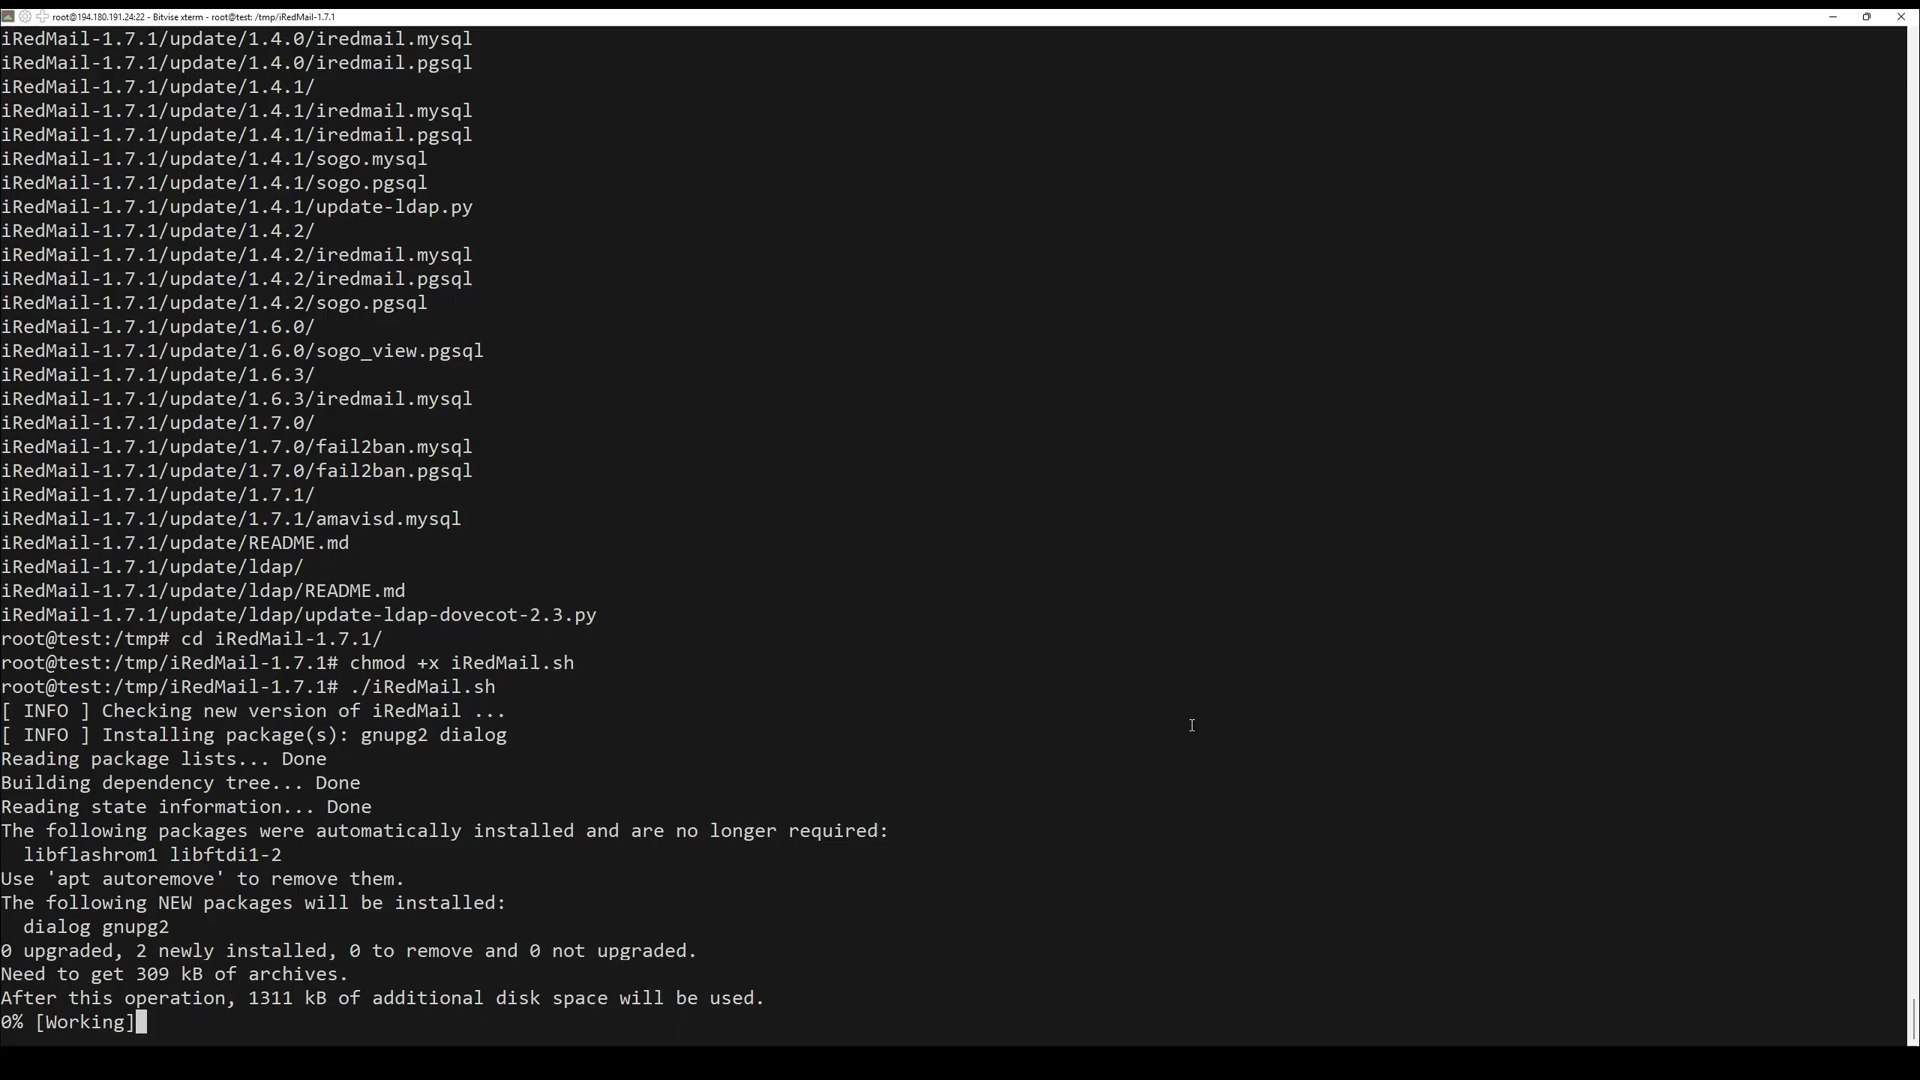 root@194.180.191.24:22 - Bitvise xterm - root@test: /tmp/iRedMail-1.7.1
iRedMail-1.7.1/update/1.4.0/iredmail.mysql
iRedMail-1.7.1/update/1.4.0/iredmail.pgsql
iRedMail-1.7.1/update/1.4.1/
iRedMail-1.7.1/update/1.4.1/iredmail.mysql
iRedMail-1.7.1/update/1.4.1/iredmail.pgsql
iRedMail-1.7.1/update/1.4.1/sogo.mysql
iRedMail-1.7.1/update/1.4.1/sogo.pgsql
iRedMail-1.7.1/update/1.4.1/update-ldap.py
iRedMail-1.7.1/update/1.4.2/
iRedMail-1.7.1/update/1.4.2/iredmail.mysql
iRedMail-1.7.1/update/1.4.2/iredmail.pgsql
iRedMail-1.7.1/update/1.4.2/sogo.pgsql
iRedMail-1.7.1/update/1.6.0/
iRedMail-1.7.1/update/1.6.0/sogo_view.pgsql
iRedMail-1.7.1/update/1.6.3/
iRedMail-1.7.1/update/1.6.3/iredmail.mysql
iRedMail-1.7.1/update/1.7.0/
iRedMail-1.7.1/update/1.7.0/fail2ban.mysql
iRedMail-1.7.1/update/1.7.0/fail2ban.pgsql
iRedMail-1.7.1/update/1.7.1/
iRedMail-1.7.1/update/1.7.1/amavisd.mysql
iRedMail-1.7.1/update/README.md
iRedMail-1.7.1/update/ldap/
iRedMail-1.7.1/update/ldap/README.md
iRedMail-1.7.1/update/ldap/update-ldap-dovecot-2.3.py
root@test:/tmp# cd iRedMail-1.7.1/
root@test:/tmp/iRedMail-1.7.1# chmod +x iRedMail.sh
root@test:/tmp/iRedMail-1.7.1# ./iRedMail.sh
[ INFO ] Checking new version of iRedMail ...
[ INFO ] Installing package(s): gnupg2 dialog
Reading package lists... Done
Building dependency tree... Done
Reading state information... Done
The following packages were automatically installed and are no longer required:
  libflashrom1 libftdi1-2
Use 'apt autoremove' to remove them.
The following NEW packages will be installed:
  dialog gnupg2
0 upgraded, 2 newly installed, 0 to remove and 0 not upgraded.
Need to get 309 kB of archives.
After this operation, 1311 kB of additional disk space will be used.
0% [Working]